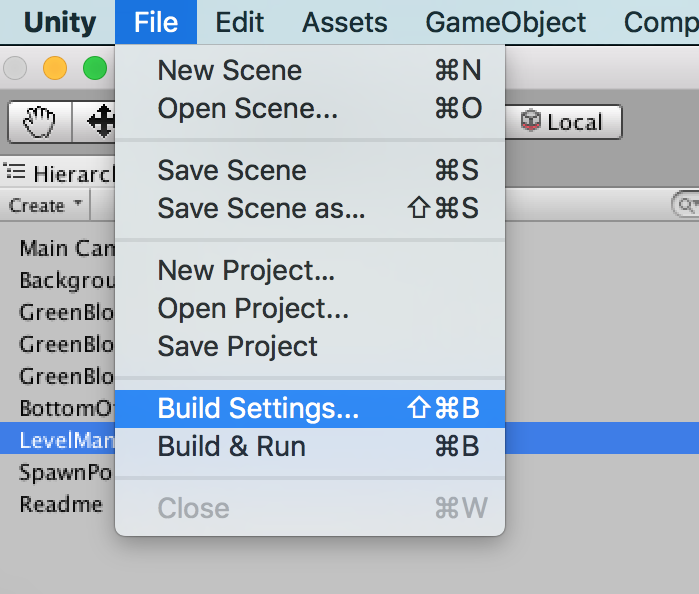 Unity File Edit Assets GameObject Comp
New Scene ⌘N
Open Scene... ⌘O
Local
Save Scene ⌘S
Hierarch
Save Scene as... ⇧⌘S
Create
Main Cam
New Project...
Backgrou
Open Project...
GreenBlo
GreenBlo
Save Project
GreenBlo
Build Settings... ⇧⌘B
BottomOf
Build & Run ⌘B
LevelMan
SpawnPo
Close ⌘W
Readme